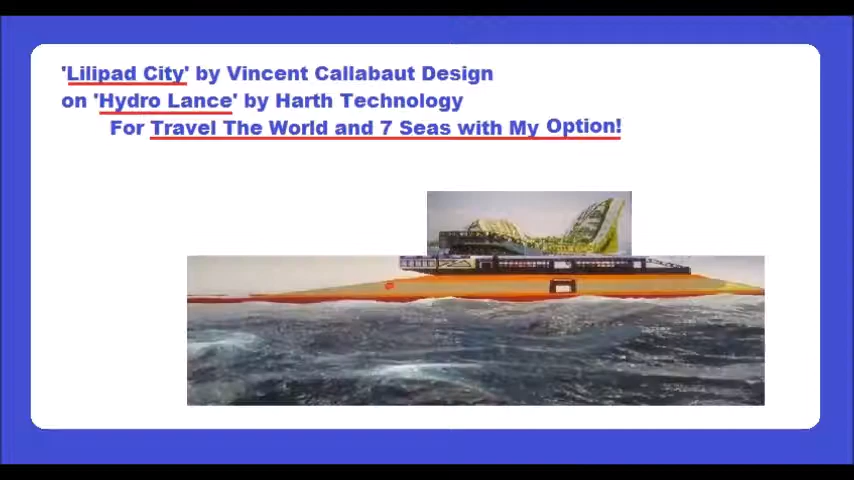 'Lilipad City' by Vincent Callabaut Design
on 'Hydro Lance' by Harth Technology
For Travel The World and 7 Seas with My Option!